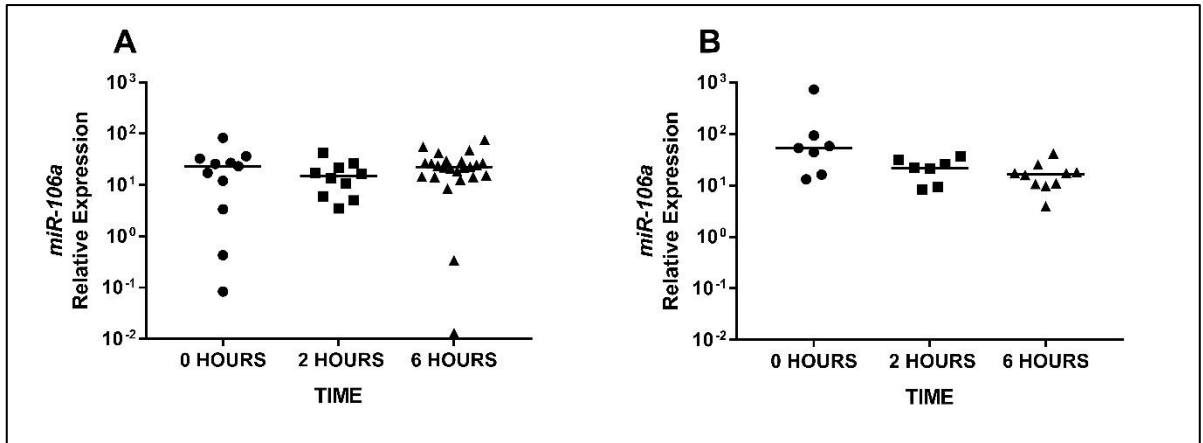 A
miR-106a
Relative Expression
10³
10²
10¹
10⁰
10⁻¹
10⁻²
0 HOURS 2 HOURS 6 HOURS
TIME
B
miR-106a
Relative Expression
10³
10²
10¹
10⁰
10⁻¹
10⁻²
0 HOURS 2 HOURS 6 HOURS
TIME